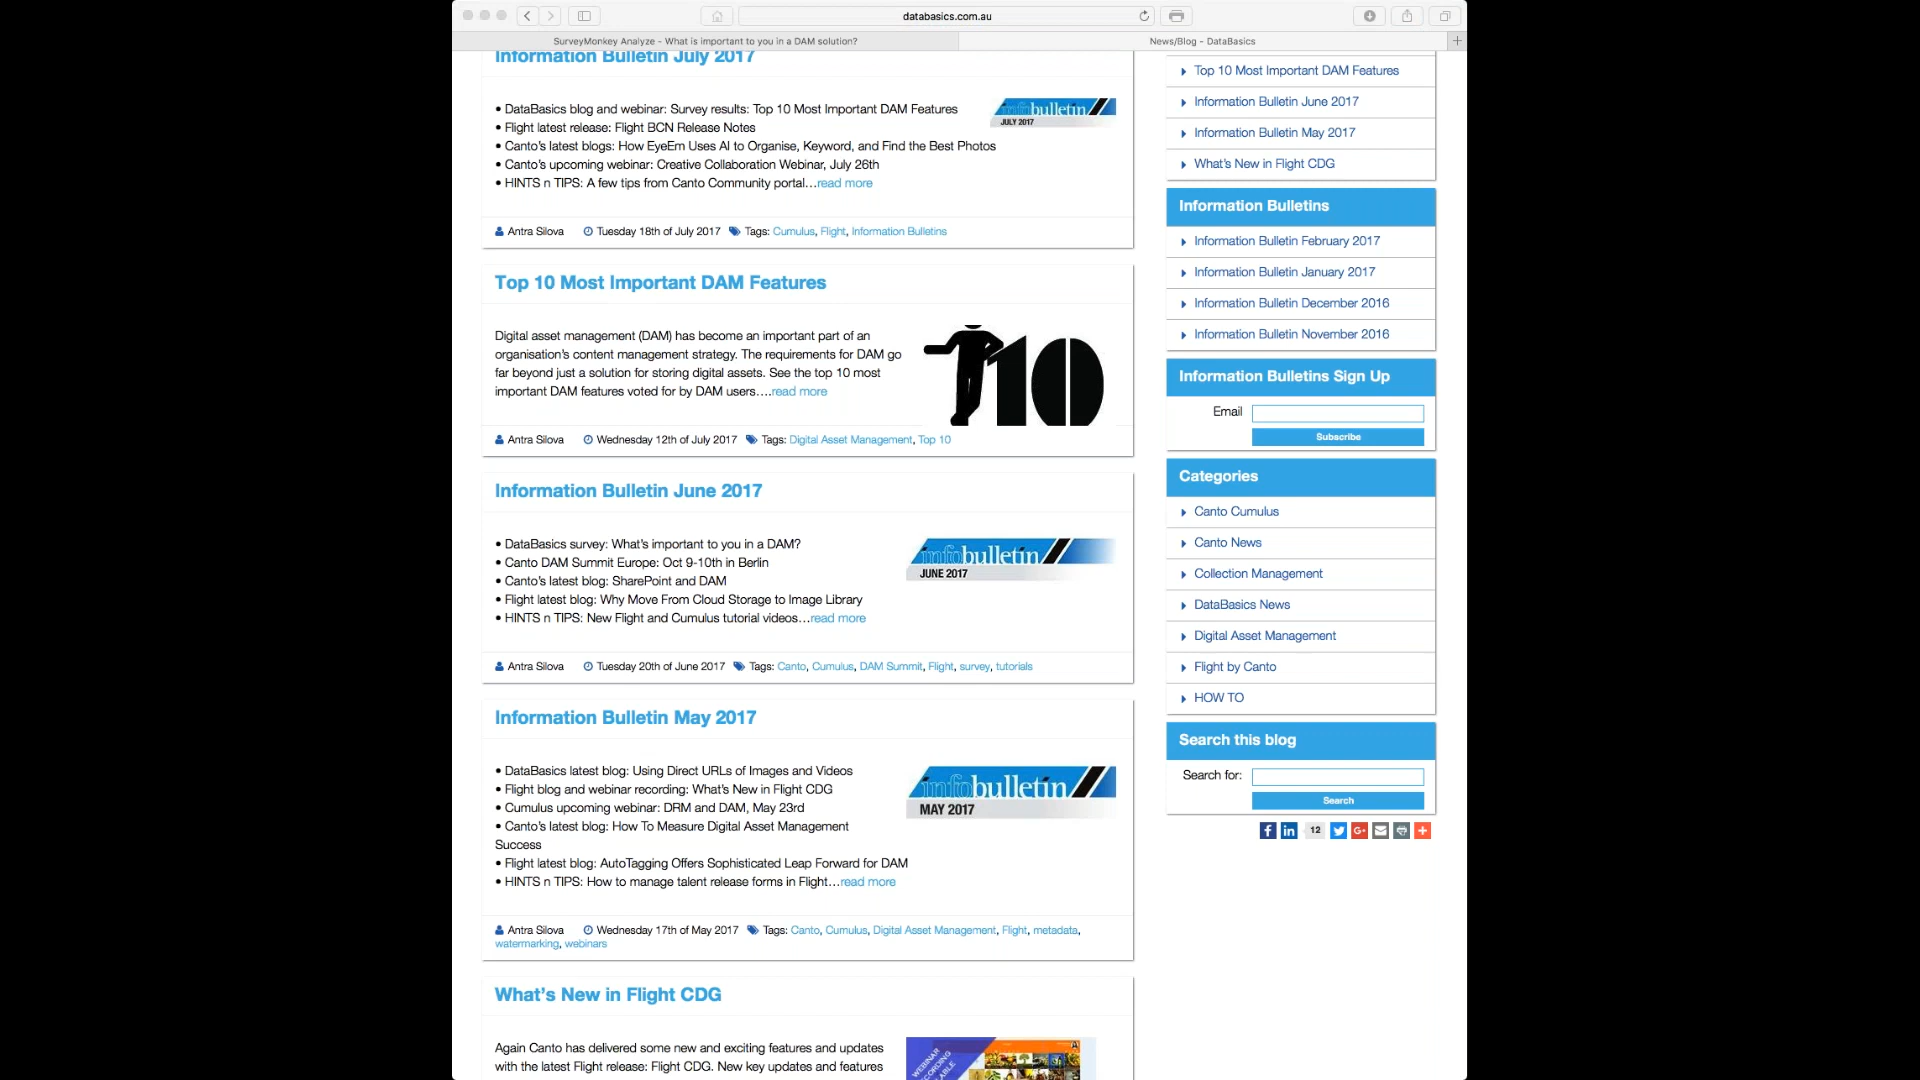 databasics.com.au
SurveyMonkey Analyze - What is important to you in a DAM solution?
News/Blog - DataBasics
Information Bulletin July 2017
• DataBasics blog and webinar: Survey results: Top 10 Most Important DAM Features
• Flight latest release: Flight BCN Release Notes
• Canto's latest blogs: How EyeEm Uses AI to Organise, Keyword, and Find the Best Photos
• Canto's upcoming webinar: Creative Collaboration Webinar, July 26th
• HINTS n TIPS: A few tips from Canto Community portal…read more
infobulletin
JULY 2017
Antra Silova Tuesday 18th of July 2017 Tags: Cumulus, Flight, Information Bulletins
Top 10 Most Important DAM Features
Digital asset management (DAM) has become an important part of an
organisation's content management strategy. The requirements for DAM go
far beyond just a solution for storing digital assets. See the top 10 most
important DAM features voted for by DAM users….read more
10
Antra Silova Wednesday 12th of July 2017 Tags: Digital Asset Management, Top 10
Information Bulletin June 2017
• DataBasics survey: What's important to you in a DAM?
• Canto DAM Summit Europe: Oct 9-10th in Berlin
• Canto's latest blog: SharePoint and DAM
• Flight latest blog: Why Move From Cloud Storage to Image Library
• HINTS n TIPS: New Flight and Cumulus tutorial videos…read more
infobulletin
JUNE 2017
Antra Silova Tuesday 20th of June 2017 Tags: Canto, Cumulus, DAM Summit, Flight, survey, tutorials
Information Bulletin May 2017
• DataBasics latest blog: Using Direct URLs of Images and Videos
• Flight blog and webinar recording: What's New in Flight CDG
• Cumulus upcoming webinar: DRM and DAM, May 23rd
• Canto's latest blog: How To Measure Digital Asset Management
Success
• Flight latest blog: AutoTagging Offers Sophisticated Leap Forward for DAM
• HINTS n TIPS: How to manage talent release forms in Flight…read more
infobulletin
MAY 2017
Antra Silova Wednesday 17th of May 2017 Tags: Canto, Cumulus, Digital Asset Management, Flight, metadata,
watermarking, webinars
What's New in Flight CDG
Again Canto has delivered some new and exciting features and updates
with the latest Flight release: Flight CDG. New key updates and features
WEBINAR
Top 10 Most Important DAM Features
Information Bulletin June 2017
Information Bulletin May 2017
What's New in Flight CDG
Information Bulletins
Information Bulletin February 2017
Information Bulletin January 2017
Information Bulletin December 2016
Information Bulletin November 2016
Information Bulletins Sign Up
Email
Subscribe
Categories
Canto Cumulus
Canto News
Collection Management
DataBasics News
Digital Asset Management
Flight by Canto
HOW TO
Search this blog
Search for:
Search
12